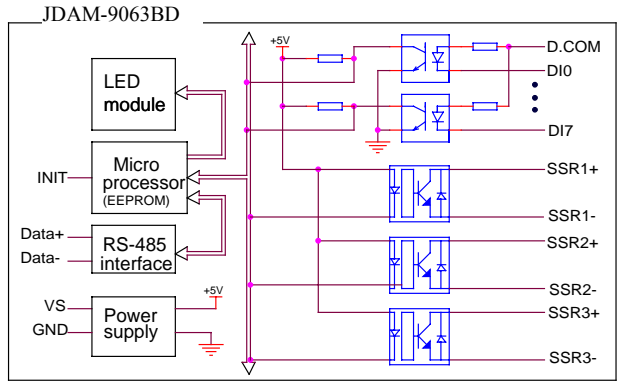 JDAM-9063BD
+5V
D.COM
LED
module
DI0
DI7
INIT
Micro
processor
(EEPROM)
SSR1+
SSR1-
Data+
Data-
RS-485
interface
SSR2+
SSR2-
+5V
VS
GND
Power
supply
SSR3+
SSR3-